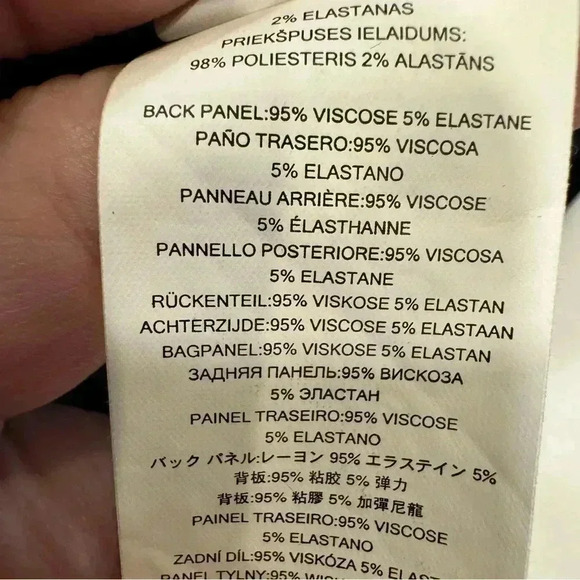 2% ELASTANAS
PRIEKŠPUSES IELAIDUMS:
98% POLIESTERIS 2% ALASTĀNS
BACK PANEL:95% VISCOSE 5% ELASTANE
PAÑO TRASERO:95% VISCOSA
5% ELASTANO
PANNEAU ARRIÈRE:95% VISCOSE
5% ÉLASTHANNE
PANNELLO POSTERIORE:95% VISCOSA
5% ELASTANE
RÜCKENTEIL:95% VISKOSE 5% ELASTAN
ACHTERZIJDE:95% VISCOSE 5% ELASTAAN
BAGPANEL:95% VISKOSE 5% ELASTAN
ЗАДНЯЯ ПАНЕЛЬ:95% ВИСКОЗА
5% ЭЛАСТАН
PAINEL TRASEIRO:95% VISCOSE
5% ELASTANO
バック パネル:レーヨン 95% エラステイン 5%
背板:95% 粘胶 5% 弹力
背板:95% 粘膠 5% 加彈尼龍
PAINEL TRASEIRO:95% VISCOSE
5% ELASTANO
ZADNÍ DÍL:95% VISKÓZA 5% ELAST
PANEL TYLNY:95%